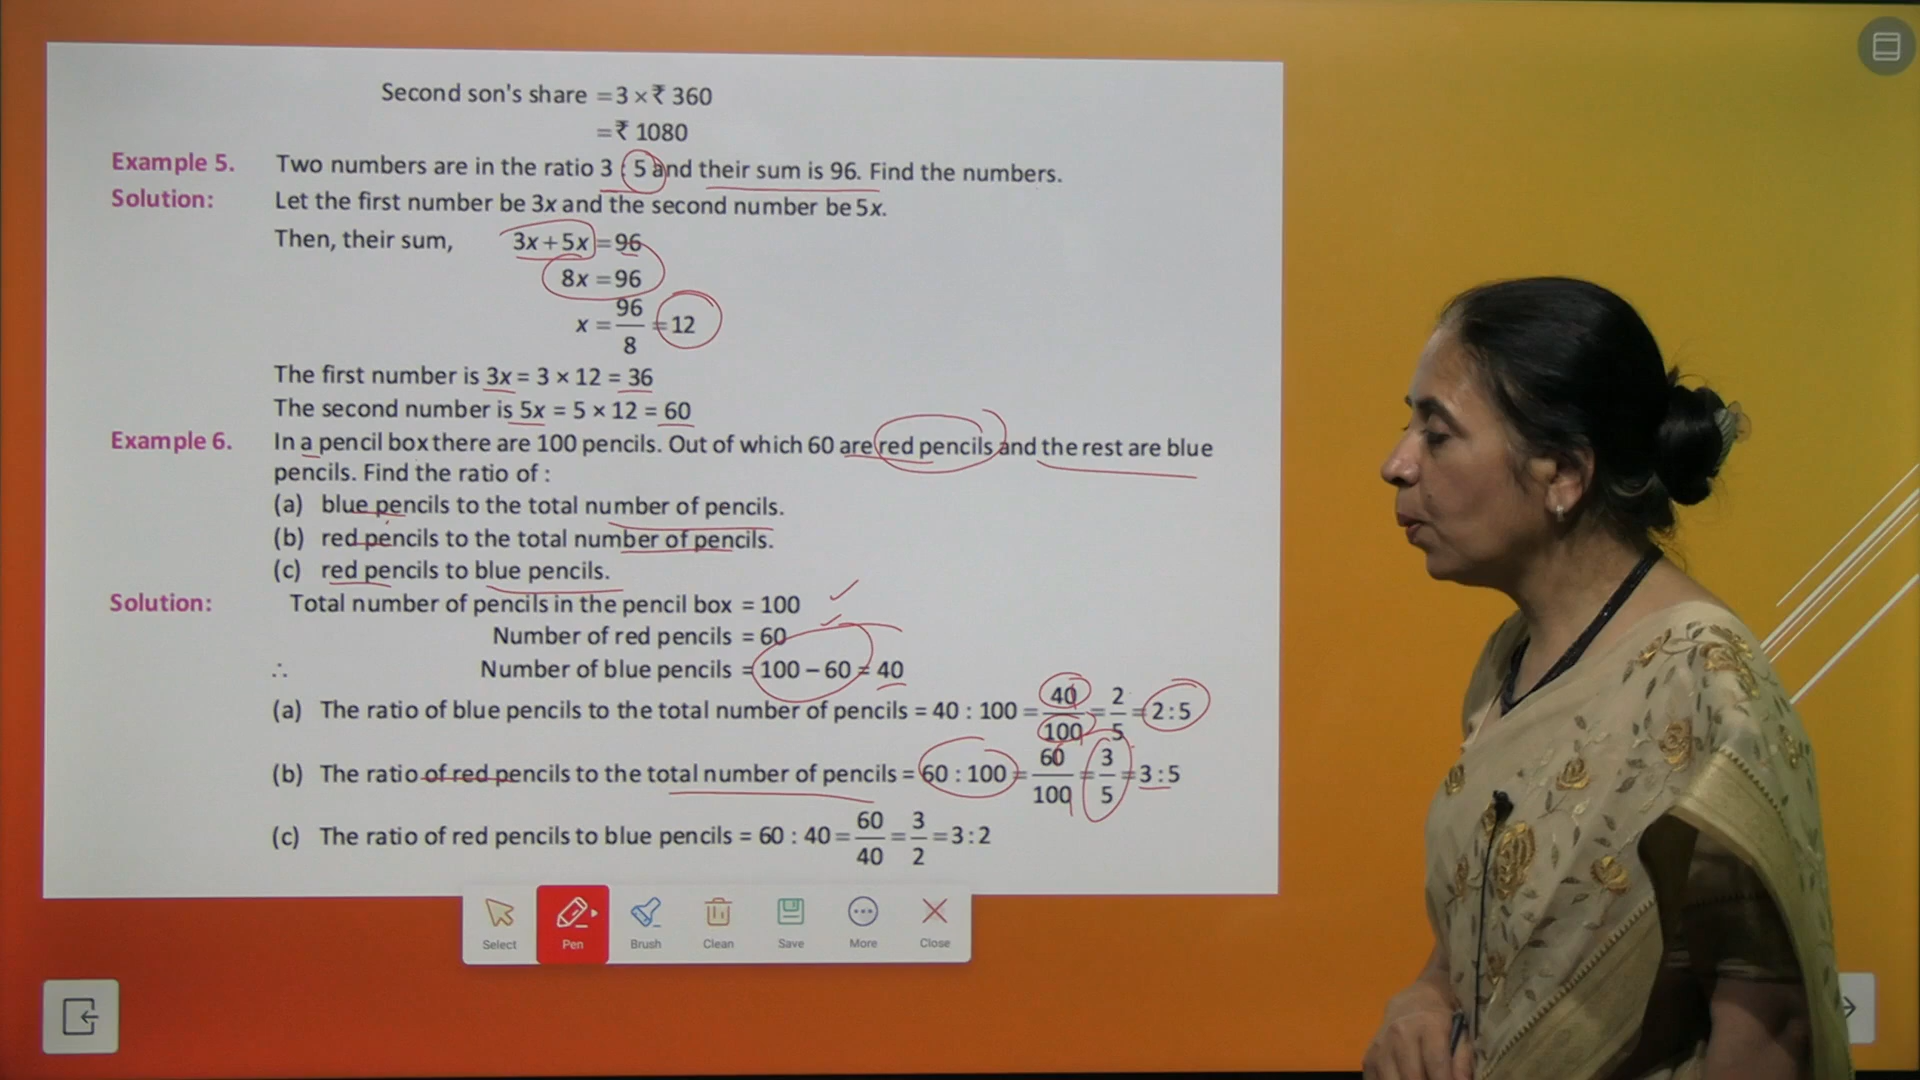 Second son's share = 3 × ₹ 360
= ₹ 1080
Example 5. Two numbers are in the ratio 3 : 5 and their sum is 96. Find the numbers.
Solution: Let the first number be 3x and the second number be 5x.
Then, their sum, 3x + 5x = 96
8x = 96
x = 96/8 = 12
The first number is 3x = 3 × 12 = 36
The second number is 5x = 5 × 12 = 60
Example 6. In a pencil box there are 100 pencils. Out of which 60 are red pencils and the rest are blue
pencils. Find the ratio of :
(a) blue pencils to the total number of pencils.
(b) red pencils to the total number of pencils.
(c) red pencils to blue pencils.
Solution: Total number of pencils in the pencil box = 100
Number of red pencils = 60
∴ Number of blue pencils = 100 – 60 = 40
(a) The ratio of blue pencils to the total number of pencils = 40 : 100 = 40/100 = 2/5 = 2 : 5
(b) The ratio of red pencils to the total number of pencils = 60 : 100 = 60/100 = 3/5 = 3 : 5
(c) The ratio of red pencils to blue pencils = 60 : 40 = 60/40 = 3/2 = 3 : 2
Select Pen Brush Clean Save More Close